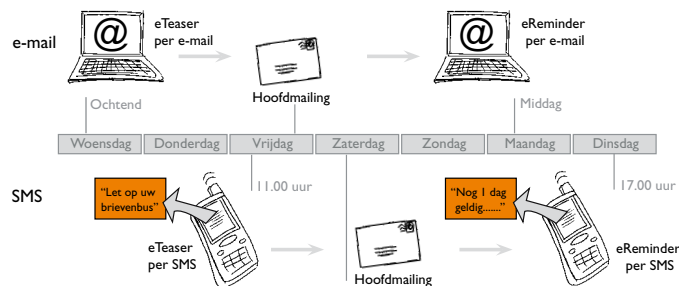 e-mail
@
eTeaser
per e-mail
Hoofdmailing
@
eReminder
per e-mail
Ochtend
Middag
Woensdag
Donderdag
Vrijdag
Zaterdag
Zondag
Maandag
Dinsdag
SMS
"Let op uw
brievenbus"
11.00 uur
"Nog 1 dag
geldig......."
17.00 uur
eTeaser
per SMS
Hoofdmailing
eReminder
per SMS